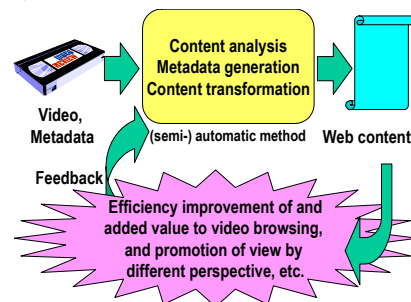 Content analysis
Metadata generation
Content transformation
Video,
Metadata
(semi-) automatic method
Web content
Feedback
Efficiency improvement of and
added value to video browsing,
and promotion of view by
different perspective, etc.